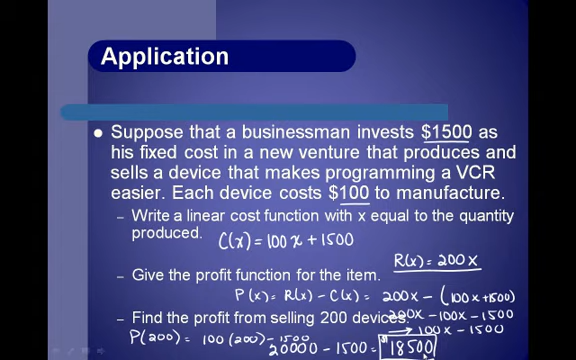 Application
Suppose that a businessman invests $1500 as
his fixed cost in a new venture that produces and
sells a device that makes programming a VCR
easier. Each device costs $100 to manufacture.
– Write a linear cost function with x equal to the quantity
produced. C(x) = 100x + 1500
R(x) = 200x
– Give the profit function for the item.
P(x) = R(x) – C(x) = 200x – (100x + 1500)
– Find the profit from selling 200 devices. 200x – 100x – 1500
→ 100x – 1500
P(200) = 100(200) – 1500
20000 – 1500 = $18500